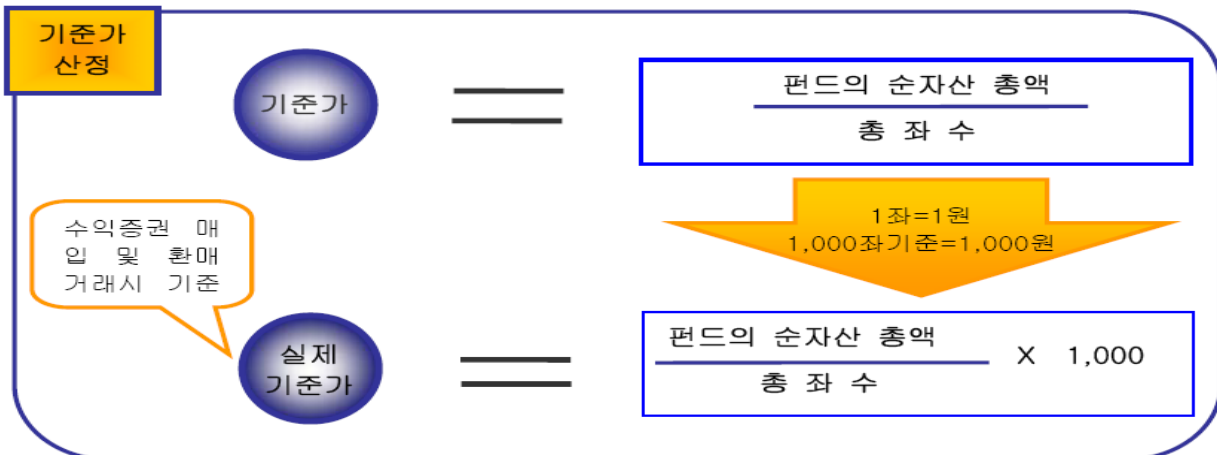 기준가
산정
기준가
펀드의 순자산 총액
총 좌 수
1좌=1원
1,000좌기준=1,000원
수익증권 매
입 및 환매
거래시 기준
실제
기준가
펀드의 순자산 총액
총 좌 수
X 1,000